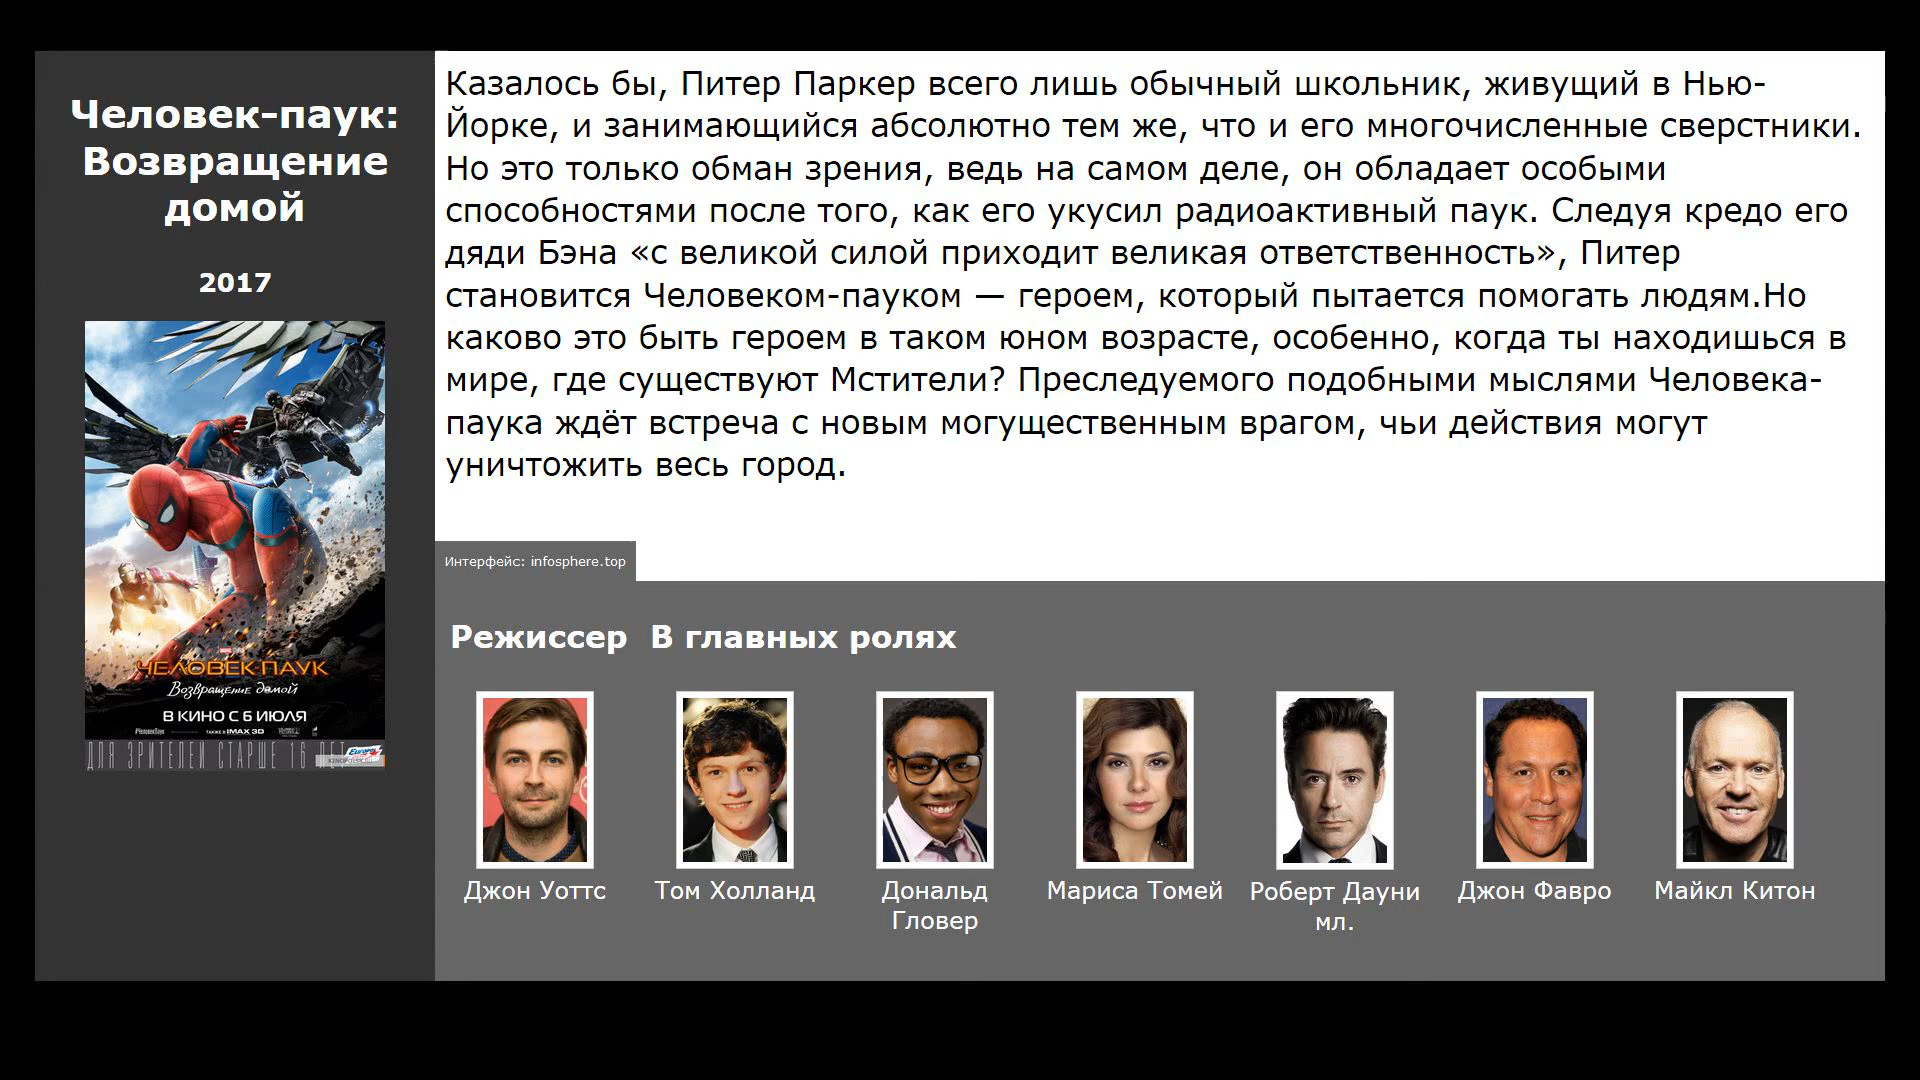 Человек-паук:
Возвращение
домой
2017
ЧЕЛОВЕК-ПАУК
Возвращение домой
В КИНО С 6 ИЮЛЯ
ТАКЖЕ В IMAX 3D
ДЛЯ ЗРИТЕЛЕЙ СТАРШЕ 16 ЛЕТ
Казалось бы, Питер Паркер всего лишь обычный школьник, живущий в Нью-
Йорке, и занимающийся абсолютно тем же, что и его многочисленные сверстники.
Но это только обман зрения, ведь на самом деле, он обладает особыми
способностями после того, как его укусил радиоактивный паук. Следуя кредо его
дяди Бэна «с великой силой приходит великая ответственность», Питер
становится Человеком-пауком — героем, который пытается помогать людям.Но
каково это быть героем в таком юном возрасте, особенно, когда ты находишься в
мире, где существуют Мстители? Преследуемого подобными мыслями Человека-
паука ждёт встреча с новым могущественным врагом, чьи действия могут
уничтожить весь город.
Интерфейс: infosphere.top
Режиссер В главных ролях
Джон Уоттс
Том Холланд
Дональд
Гловер
Мариса Томей
Роберт Дауни
мл.
Джон Фавро
Майкл Китон